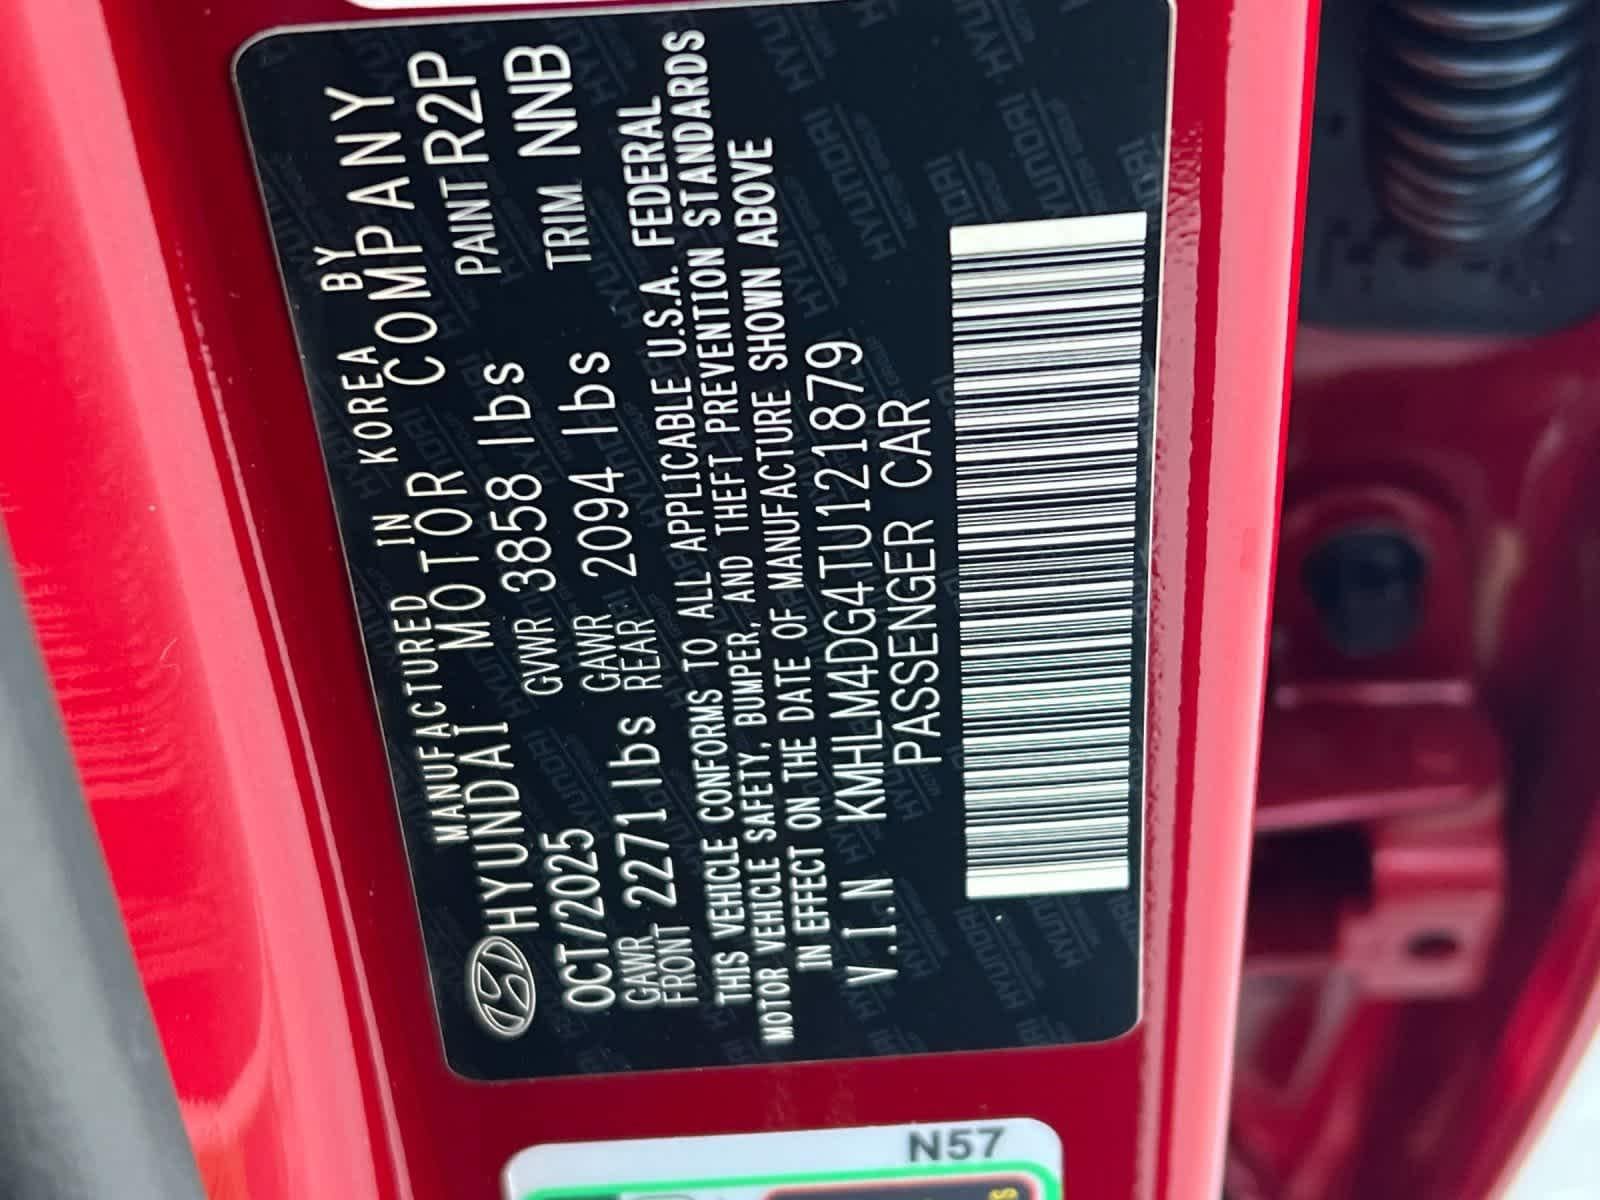 MANUFACTURED IN KOREA BY
HYUNDAI MOTOR COMPANY
OCT/2025 GVWR 3858 lbs PAINT R2P
GAWR FRONT 2271 lbs GAWR REAR 2094 lbs TRIM NNB
THIS VEHICLE CONFORMS TO ALL APPLICABLE U.S.A. FEDERAL
MOTOR VEHICLE SAFETY, BUMPER, AND THEFT PREVENTION STANDARDS
IN EFFECT ON THE DATE OF MANUFACTURE SHOWN ABOVE
V.I.N KMHLM4DG4TU121879
PASSENGER CAR
N57